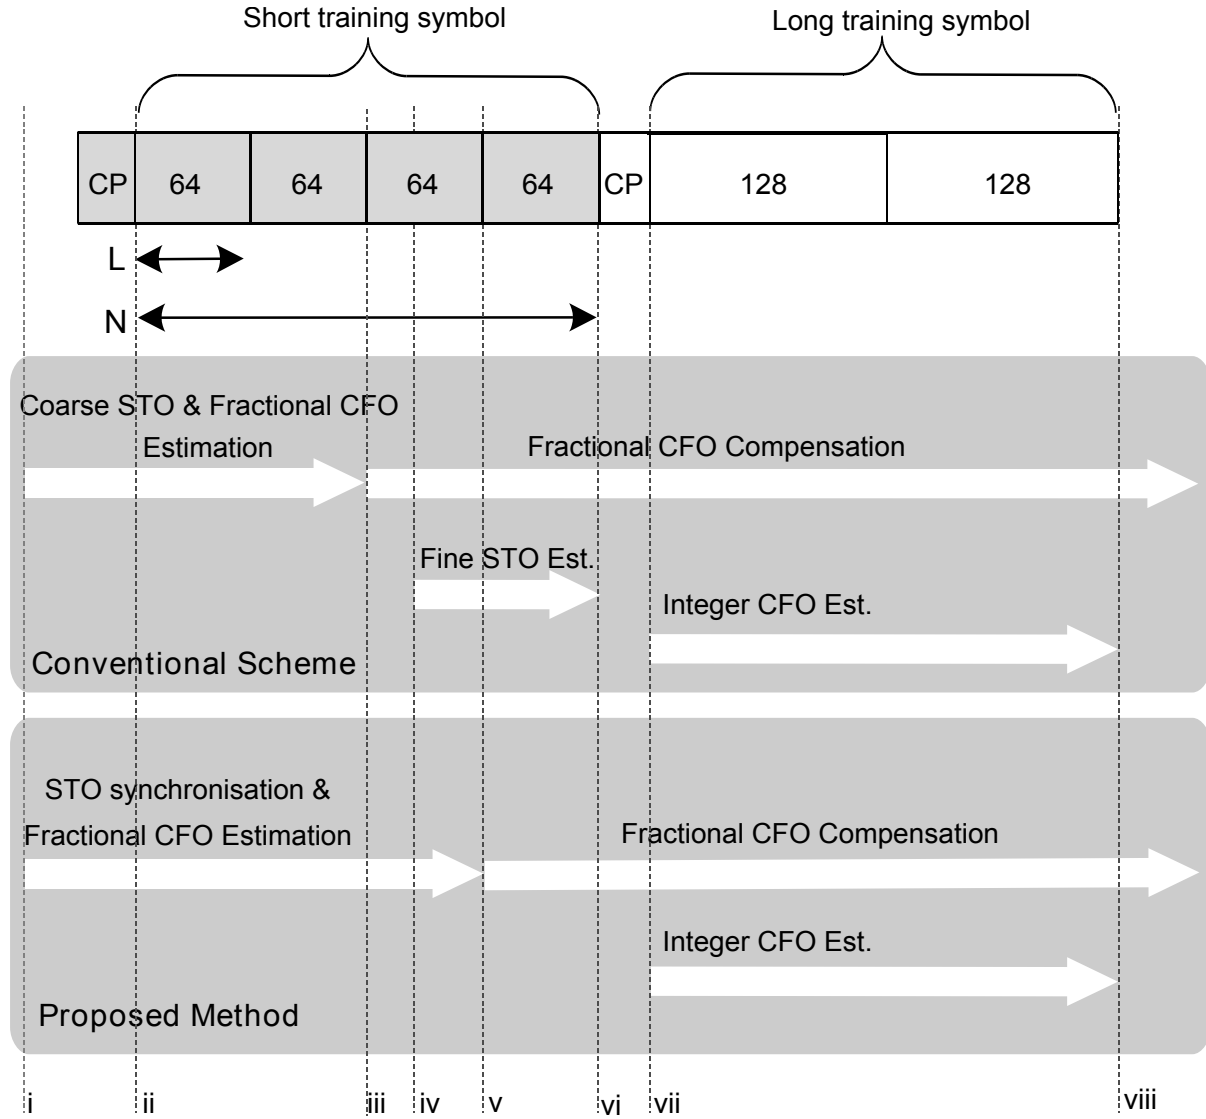 Short training symbol
Long training symbol
CP 64 64 64 64 CP 128 128
L
N
Coarse STO & Fractional CFO
Estimation
Fractional CFO Compensation
Fine STO Est.
Integer CFO Est.
Conventional Scheme
STO synchronisation &
Fractional CFO Estimation
Fractional CFO Compensation
Integer CFO Est.
Proposed Method
i ii iii iv v vi vii viii